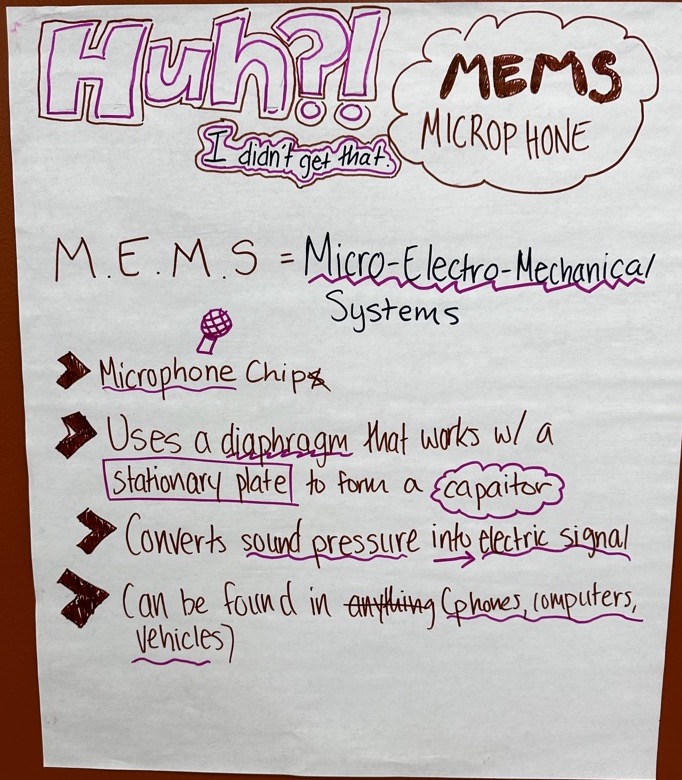 Huh?!
I didn't get that.
MEMS
MICROPHONE
M.E.M.S = Micro-Electro-Mechanical
Systems
Microphone Chip
Uses a diaphragm that works w/ a
stationary plate to form a capaitor
Converts sound pressure into electric signal
Can be found in anything (phones, computers,
vehicles)